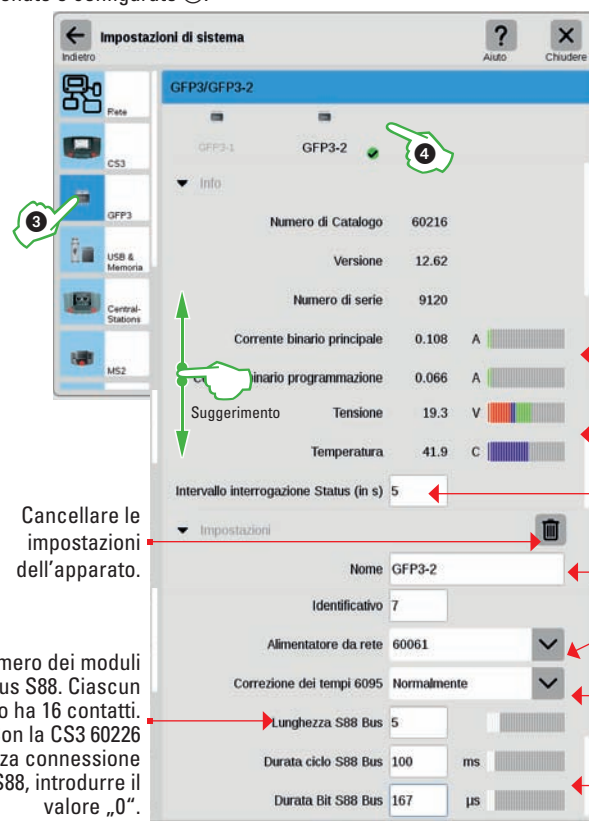 Impostazioni di sistema
Indietro
?
Aiuto
Chiudere
Rete
CS3
GFP3
USB &
Memoria
Central-
Stations
MS2
3
GFP3/GFP3-2
GFP3-1
GFP3-2
4
Info
Numero di Catalogo 60216
Versione 12.62
Numero di serie 9120
Corrente binario principale 0.108 A
binario programmazione 0.066 A
Suggerimento
Tensione 19.3 V
Temperatura 41.9 C
Intervallo interrogazione Status (in s) 5
Impostazioni
Nome GFP3-2
Identificativo 7
Alimentatore da rete 60061
Correzione dei tempi 6095 Normalmente
Lunghezza S88 Bus 5
Durata ciclo S88 Bus 100 ms
Durata Bit S88 Bus 167 µs
Cancellare le
impostazioni
dell'apparato.
dei moduli
S88. Ciascun
ha 16 contatti.
la CS3 60226
connessione
S88, introdurre il
valore „0“.